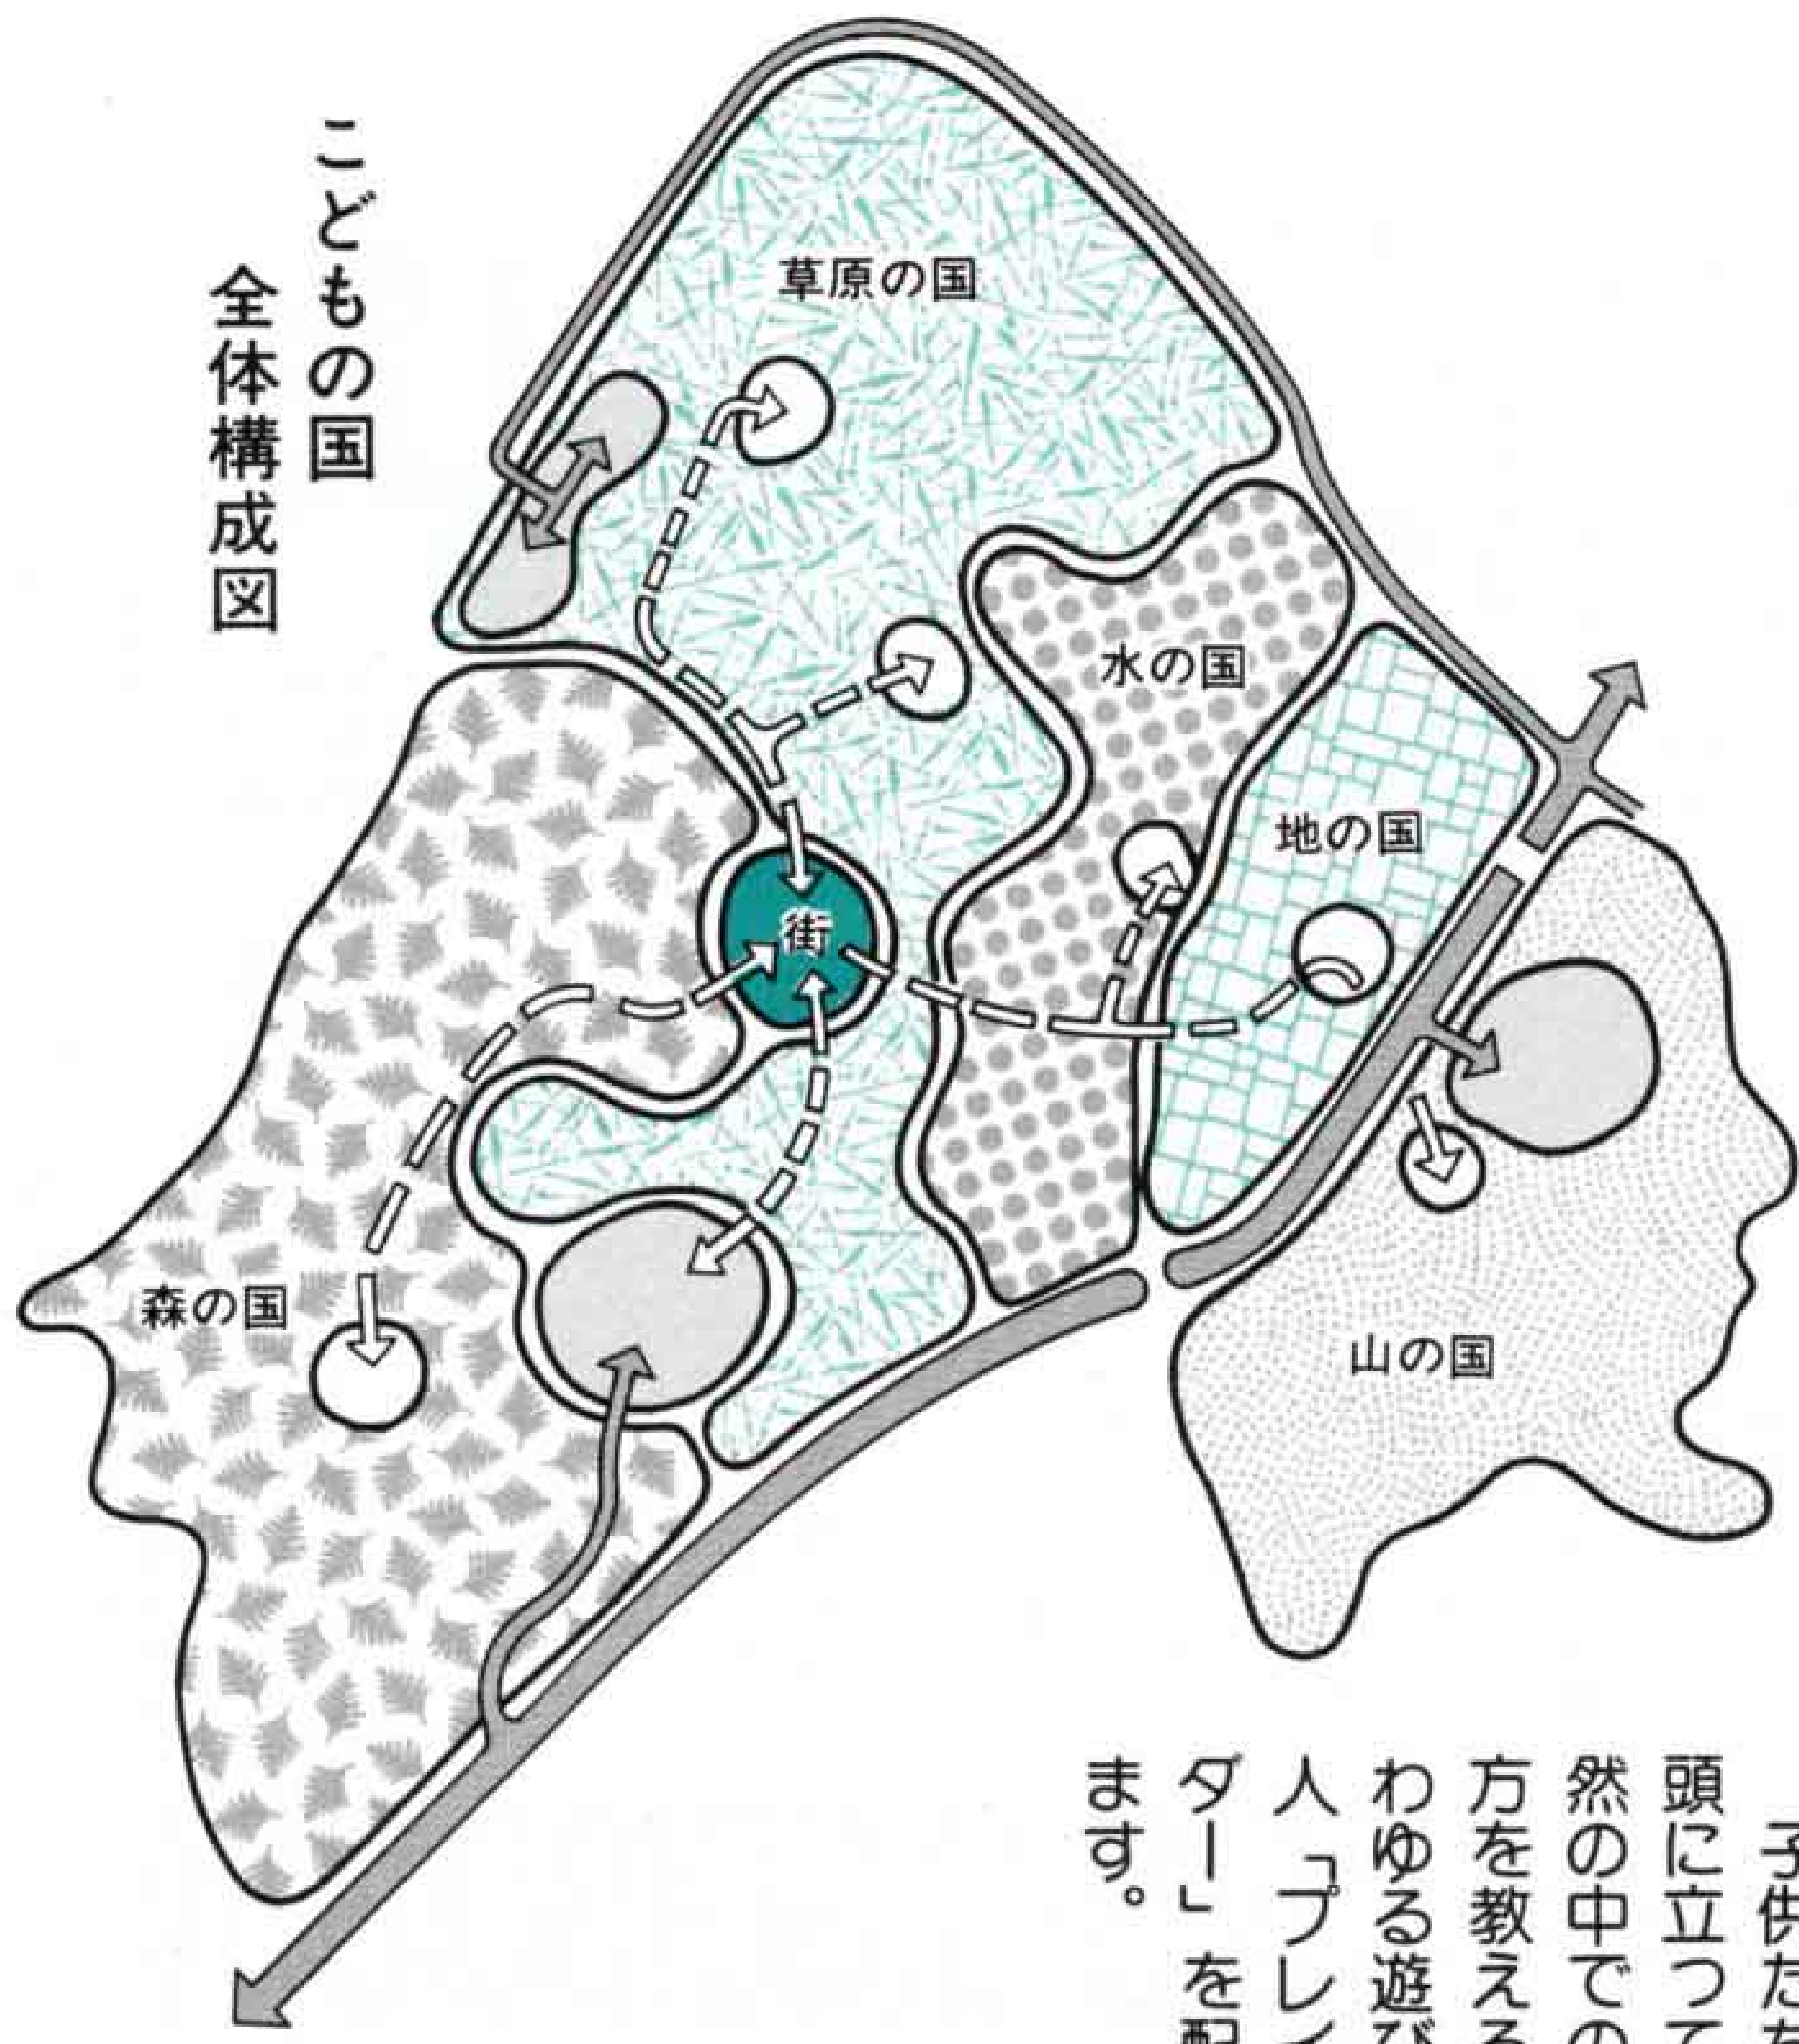 こどもの国
全体構成図
草原の国
水の国
地の国
街
森の国
山の国
子供たち
頭に立って
然の中での
方を教える
わゆる遊び
人「プレイ
ダー」を配
ます。